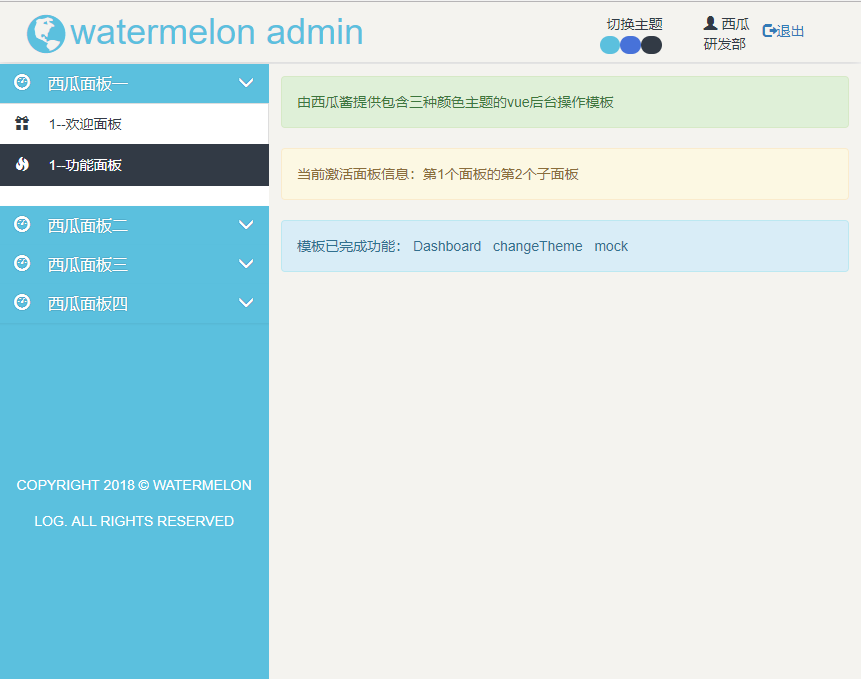 watermelon admin
切换主题
西瓜
研发部
退出
西瓜面板一
1--欢迎面板
1--功能面板
西瓜面板二
西瓜面板三
西瓜面板四
COPYRIGHT 2018 © WATERMELON
LOG. ALL RIGHTS RESERVED
由西瓜酱提供包含三种颜色主题的vue后台操作模板
当前激活面板信息：第1个面板的第2个子面板
模板已完成功能： Dashboard changeTheme mock